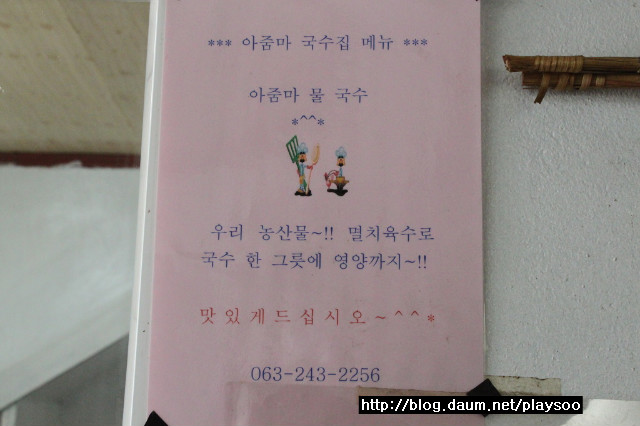 *** 아줌마 국수집 메뉴 ***
아줌마 물 국수
*^^*
우리 농산물~!! 멸치육수로
국수 한 그릇에 영양까지~!!
맛있게드십시오~^^*
063-243-2256
http://blog.daum.net/playsoo